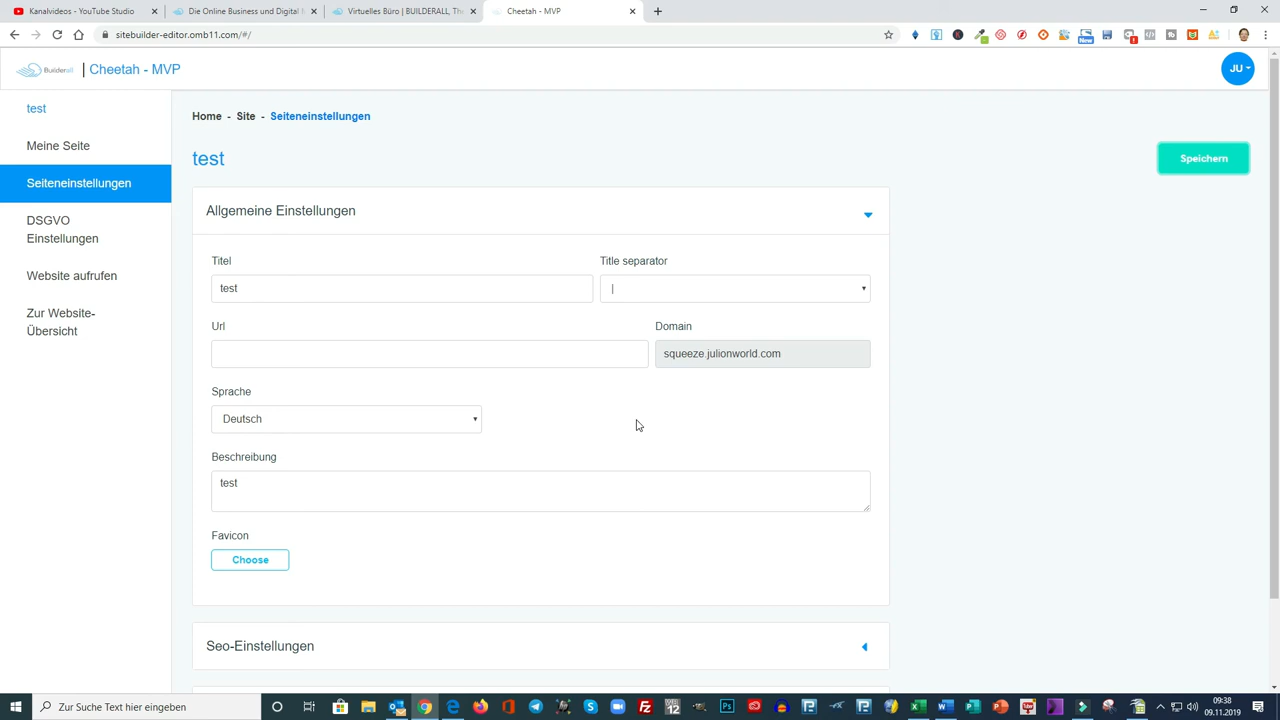 Kanalvideos - YouTube Studio
Die Online Business und Digital M
Virtuelles Büro | BUILDERALL, The
Cheetah - MVP
sitebuilder-editor.omb11.com/#/
New
Builderall
| Cheetah - MVP
JU
test
Meine Seite
Seiteneinstellungen
DSGVO
Einstellungen
Website aufrufen
Zur Website-
Übersicht
Home - Site - Seiteneinstellungen
test
Speichern
Allgemeine Einstellungen
Titel
Title separator
test
|
Url
Domain
squeeze.julionworld.com
Sprache
Deutsch
Beschreibung
test
Favicon
Choose
Seo-Einstellungen
Zur Suche Text hier eingeben
09:38
09.11.2019